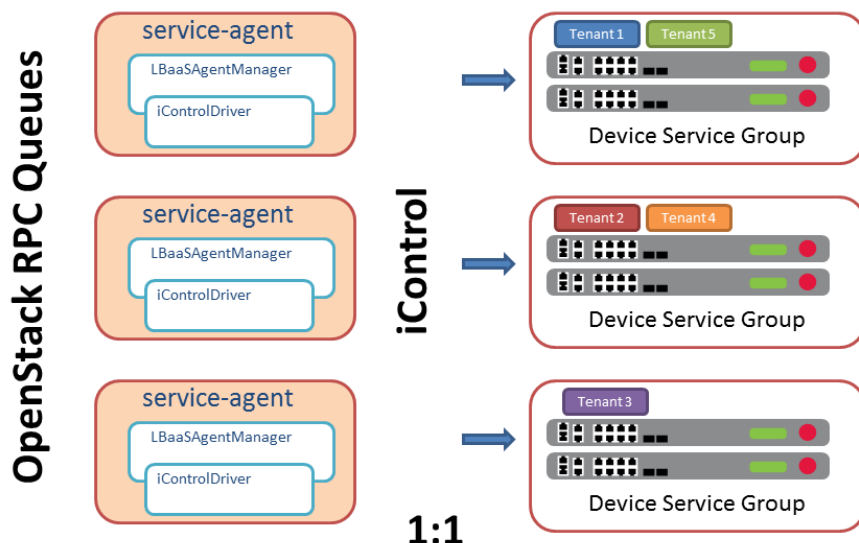 OpenStack RPC Queues
service-agent
LBaaSAgentManager
iControlDriver
service-agent
LBaaSAgentManager
iControlDriver
service-agent
LBaaSAgentManager
iControlDriver
iControl
1:1
Tenant 1 Tenant 5
Device Service Group
Tenant 2 Tenant 4
Device Service Group
Tenant 3
Device Service Group